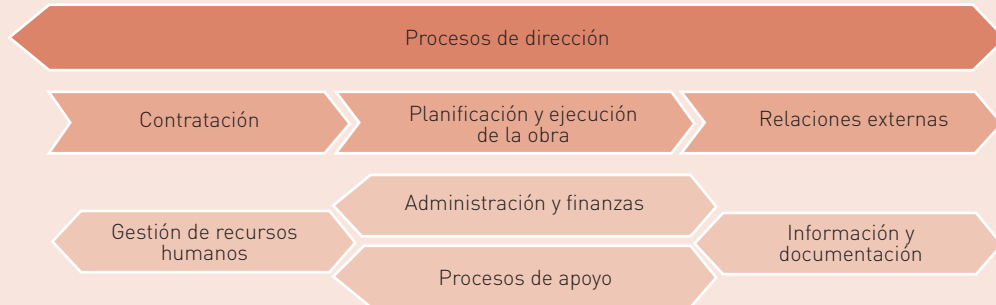 Procesos de dirección
Contratación
Planificación y ejecución
de la obra
Relaciones externas
Administración y finanzas
Gestión de recursos
humanos
Información y
documentación
Procesos de apoyo